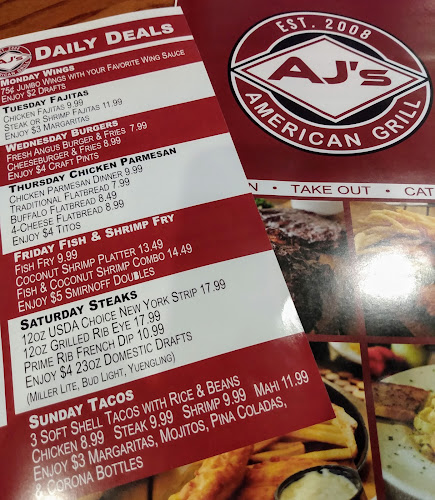 DAILY DEALS
MONDAY WINGS
75¢ JUMBO WINGS WITH YOUR FAVORITE WING SAUCE
ENJOY $2 DRAFTS
TUESDAY FAJITAS
CHICKEN FAJITAS 9.99
STEAK OR SHRIMP FAJITAS 11.99
ENJOY $3 MARGARITAS
WEDNESDAY BURGERS
FRESH ANGUS BURGER & FRIES 7.99
CHEESEBURGER & FRIES 8.99
ENJOY $4 CRAFT PINTS
THURSDAY CHICKEN PARMESAN
CHICKEN PARMESAN DINNER 9.99
TRADITIONAL FLATBREAD 7.99
BUFFALO FLATBREAD 8.49
4-CHEESE FLATBREAD 8.99
ENJOY $4 TITOS
FRIDAY FISH & SHRIMP FRY
FISH FRY 9.99
COCONUT SHRIMP PLATTER 13.49
FISH & COCONUT SHRIMP COMBO 14.49
ENJOY $5 SMIRNOFF DOUBLES
SATURDAY STEAKS
12OZ USDA CHOICE NEW YORK STRIP 17.99
12OZ GRILLED RIB EYE 17.99
PRIME RIB FRENCH DIP 10.99
ENJOY $4 23OZ DOMESTIC DRAFTS
(MILLER LITE, BUD LIGHT, YUENGLING)
SUNDAY TACOS
3 SOFT SHELL TACOS WITH RICE & BEANS
CHICKEN 8.99 STEAK 9.99 SHRIMP 9.99 MAHI 11.99
ENJOY $3 MARGARITAS, MOJITOS, PINA COLADAS,
& CORONA BOTTLES
EST. 2008
AJ's
AMERICAN GRILL
• TAKE OUT •